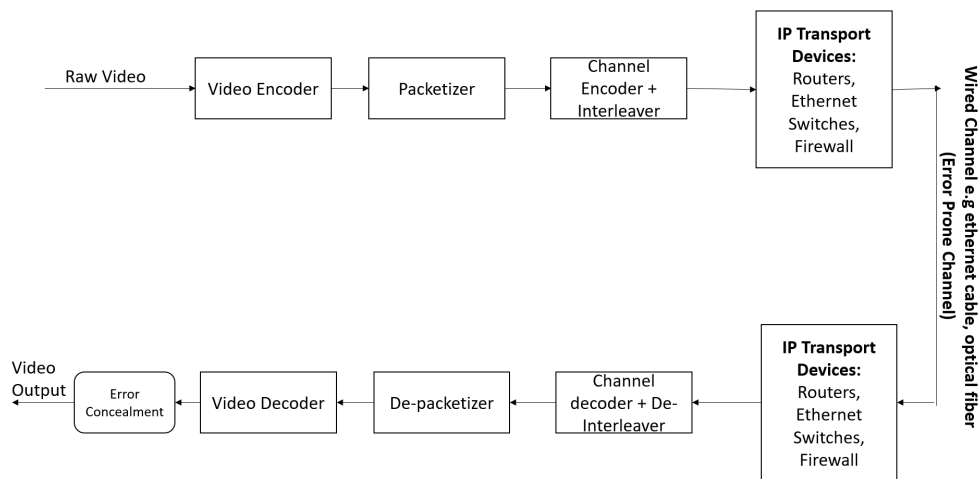 Raw Video
Video Encoder
Packetizer
Channel
Encoder +
Interleaver
IP Transport
Devices:
Routers,
Ethernet
Switches,
Firewall
Wired Channel e.g ethernet cable, optical fiber
(Error Prone Channel)
Video
Output
Error
Concealment
Video Decoder
De-packetizer
Channel
decoder + De-
Interleaver
IP Transport
Devices:
Routers,
Ethernet
Switches,
Firewall